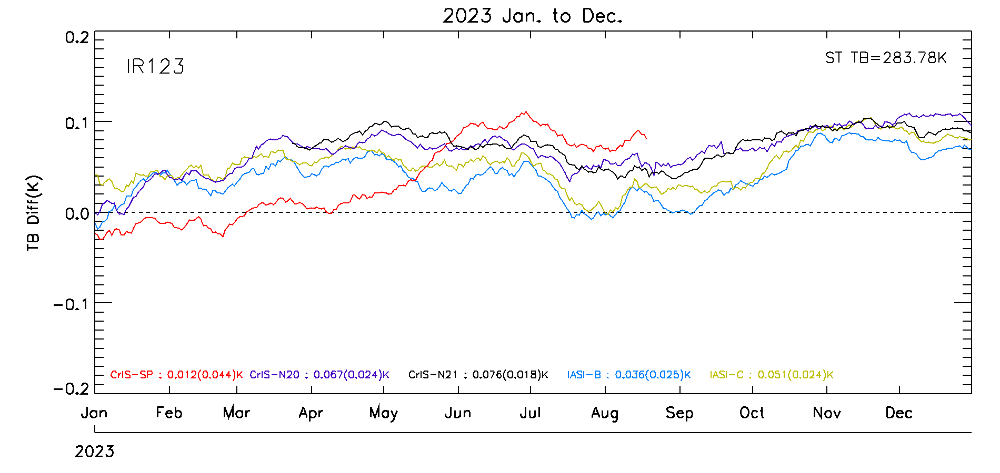 2023 Jan. to Dec.
0.2
IR123
ST TB=283.78K
0.1
0.0
TB Diff(K)
-0.1
-0.2
CrIS-SP : 0.012(0.044)K CrIS-N20 : 0.067(0.024)K CrIS-N21 : 0.076(0.018)K IASI-B : 0.036(0.025)K IASI-C : 0.051(0.024)K
Jan Feb Mar Apr May Jun Jul Aug Sep Oct Nov Dec
2023